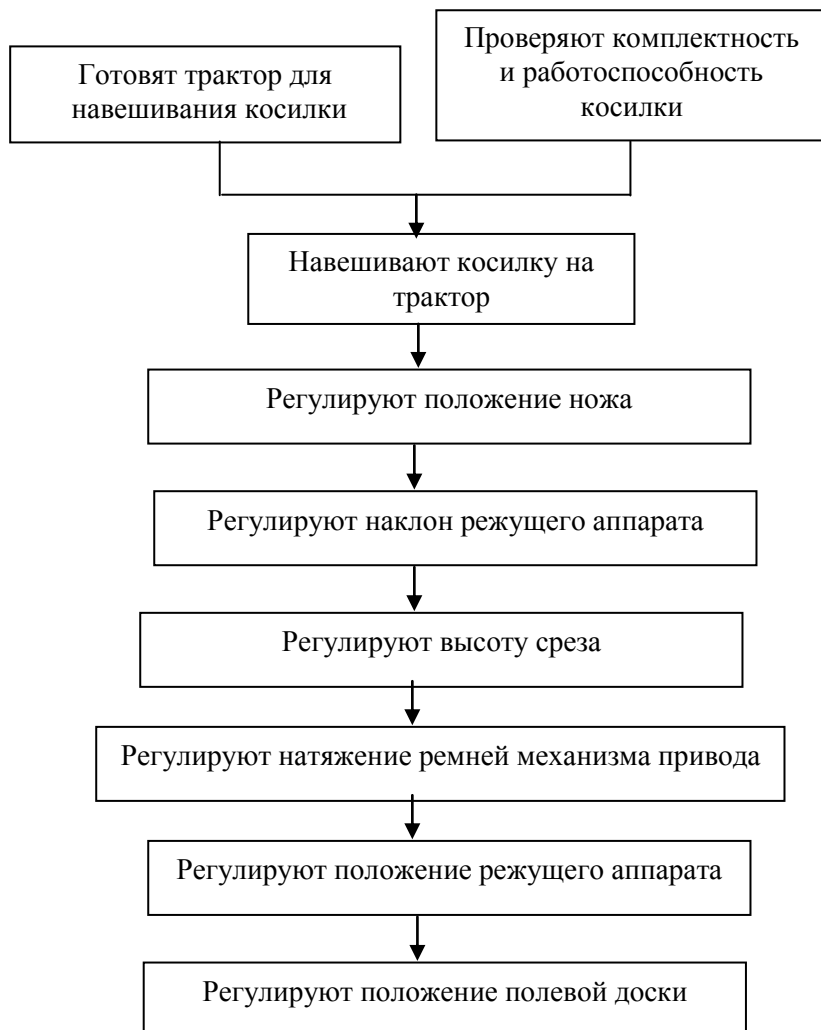 Готовят трактор для
навешивания косилки
Проверяют комплектность
и работоспособность
косилки
Навешивают косилку на
трактор
Регулируют положение ножа
Регулируют наклон режущего аппарата
Регулируют высоту среза
Регулируют натяжение ремней механизма привода
Регулируют положение режущего аппарата
Регулируют положение полевой доски